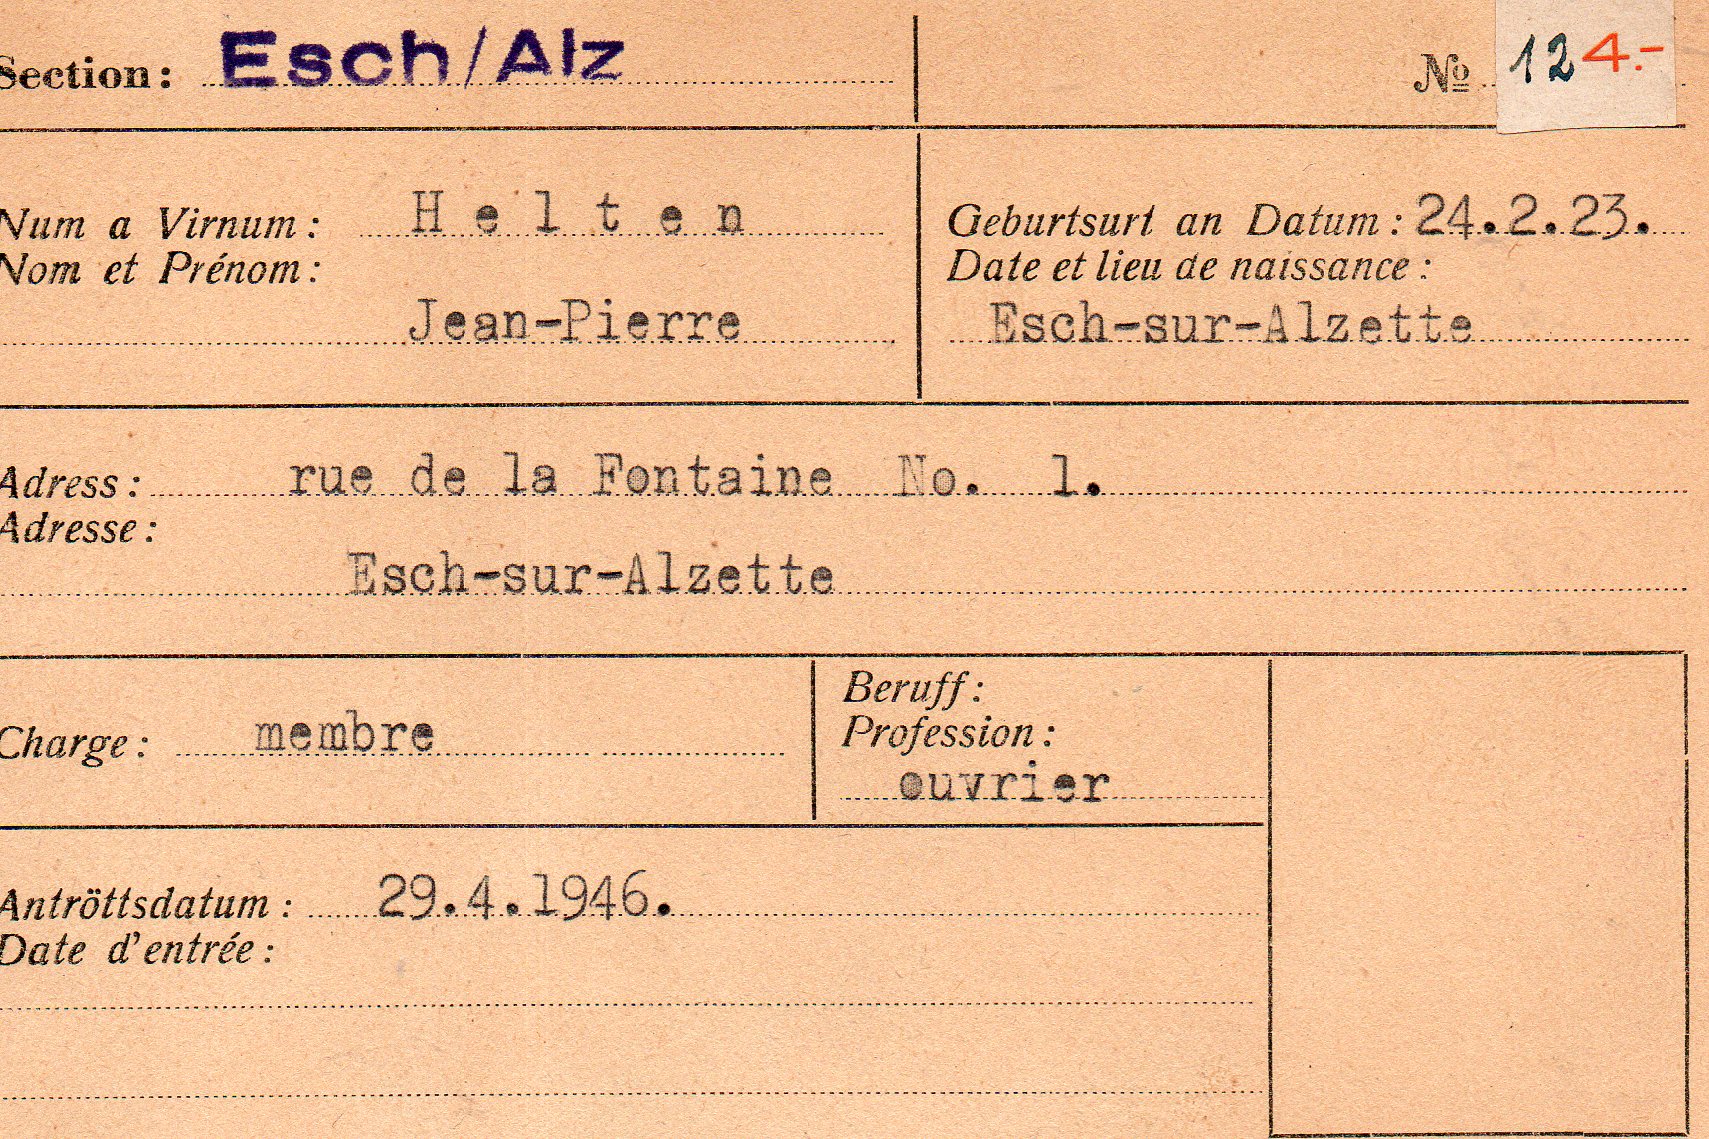 Section: Esch/Alz
№ 124.-
Num a Virnum: Helten
Nom et Prénom:
Jean-Pierre
Geburtsurt an Datum: 24.2.23.
Date et lieu de naissance:
Esch-sur-Alzette
Adress: rue de la Fontaine No. 1.
Adresse:
Esch-sur-Alzette
Charge: membre
Beruff:
Profession:
ouvrier
Antröttsdatum: 29.4.1946.
Date d'entrée: